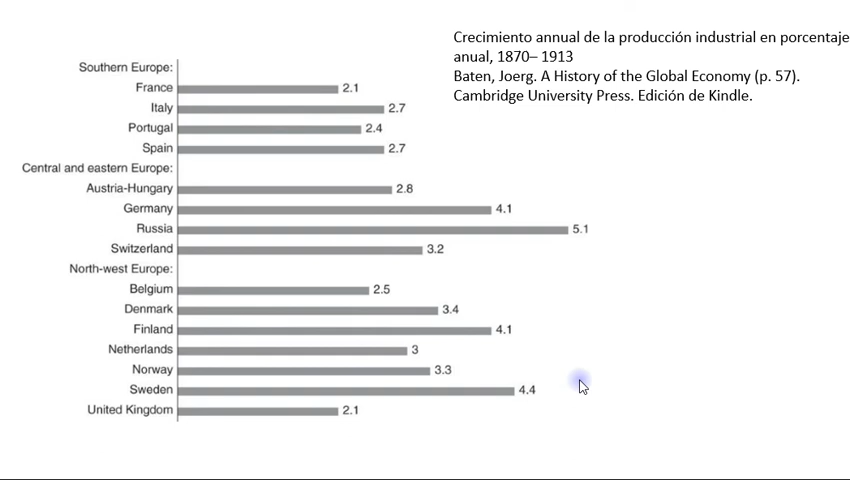 Crecimiento annual de la producción industrial en porcentaje
anual, 1870– 1913
Baten, Joerg. A History of the Global Economy (p. 57).
Cambridge University Press. Edición de Kindle.
Southern Europe:
France 2.1
Italy 2.7
Portugal 2.4
Spain 2.7
Central and eastern Europe:
Austria-Hungary 2.8
Germany 4.1
Russia 5.1
Switzerland 3.2
North-west Europe:
Belgium 2.5
Denmark 3.4
Finland 4.1
Netherlands 3
Norway 3.3
Sweden 4.4
United Kingdom 2.1